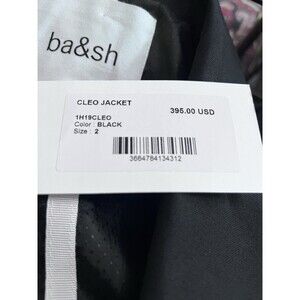 ba&sh
CLEO JACKET
395.00 USD
1H19CLEO
Color : BLACK
Size : 2
3664784134312